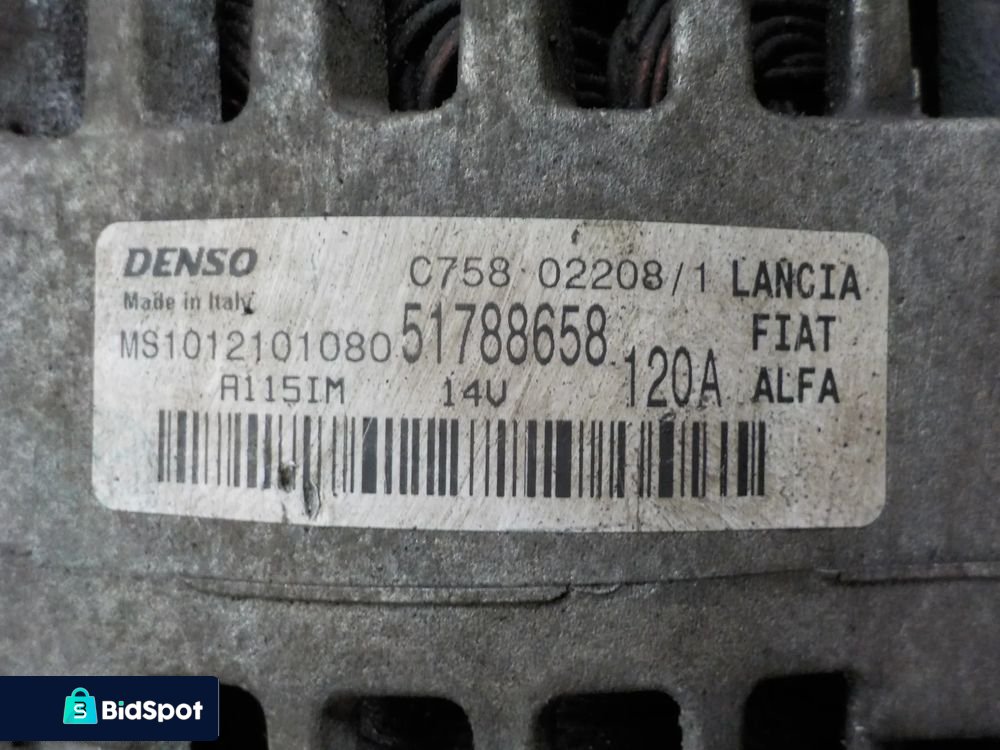 DENSO
C758 02208/1 LANCIA
Made in Italy
MS1012101080 51788658 120A FIAT
A115IM 14V ALFA
BidSpot